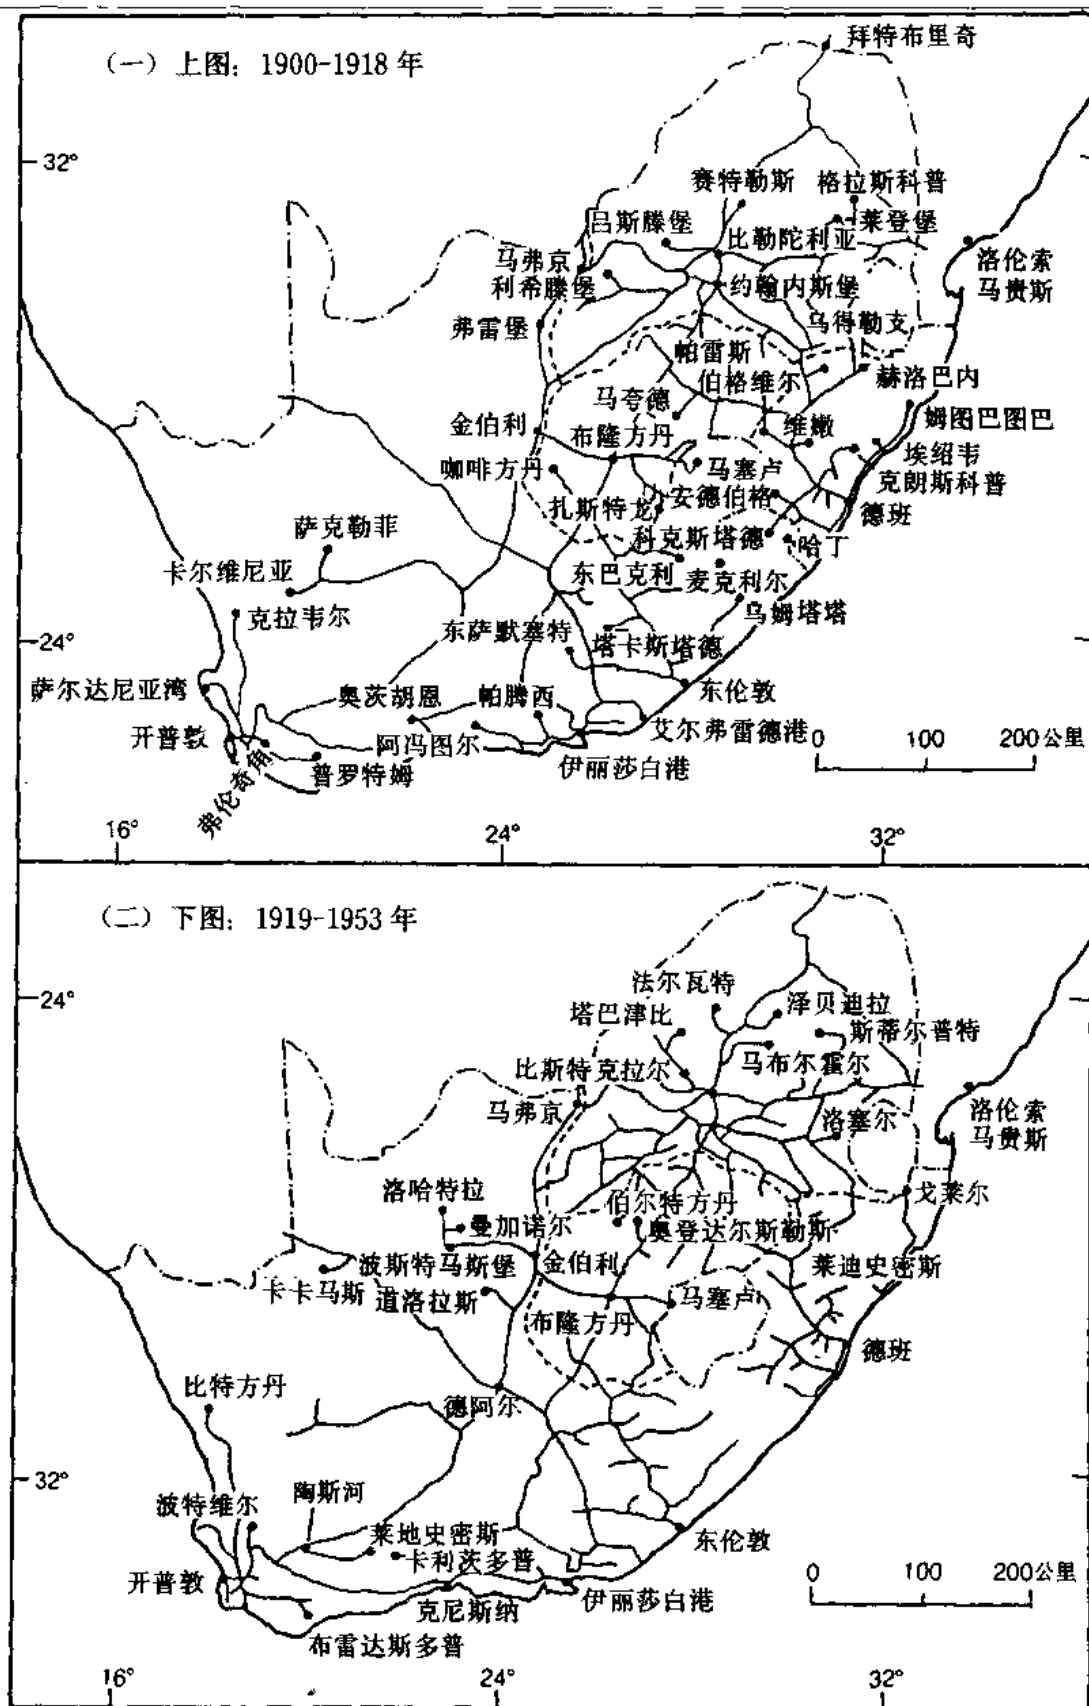 (一) 上图: 1900-1918 年
拜特布里奇
32°
赛特勒斯
格拉斯科普
吕斯滕堡
莱登堡
比勒陀利亚
马弗京
洛伦索
马贵斯
利希滕堡
约翰内斯堡
弗雷堡
乌得勒支
帕雷斯
伯格维尔
赫洛巴内
马夸德
姆图巴图巴
金伯利
布隆方丹
维嫩
埃绍韦
咖啡方丹
马塞卢
克朗斯科普
安德伯格
扎斯特龙
德班
萨克勒菲
科克斯塔德
哈丁
卡尔维尼亚
东巴克利
麦克利尔
克拉韦尔
乌姆塔塔
24°
东萨默塞特
塔卡斯塔德
萨尔达尼亚湾
奥茨胡恩
帕腾西
东伦敦
开普敦
阿冯图尔
艾尔弗雷德港
0 100 200公里
弗伦奇角
普罗特姆
伊丽莎白港
16° 24° 32°
(二) 下图: 1919-1953 年
24°
法尔瓦特
泽贝迪拉
塔巴津比
斯蒂尔普特
比斯特克拉尔
马布尔霍尔
马弗京
洛塞尔
洛伦索
马贵斯
洛哈特拉
伯尔特方丹
戈莱尔
曼加诺尔
奥登达尔斯勒斯
波斯特马斯堡
金伯利
莱迪史密斯
卡卡马斯
道洛拉斯
马塞卢
布隆方丹
德班
比特方丹
德阿尔
32°
陶斯河
波特维尔
莱地史密斯
东伦敦
卡利茨多普
开普敦
0 100 200公里
克尼斯纳
伊丽莎白港
布雷达斯多普
16° 24° 32°